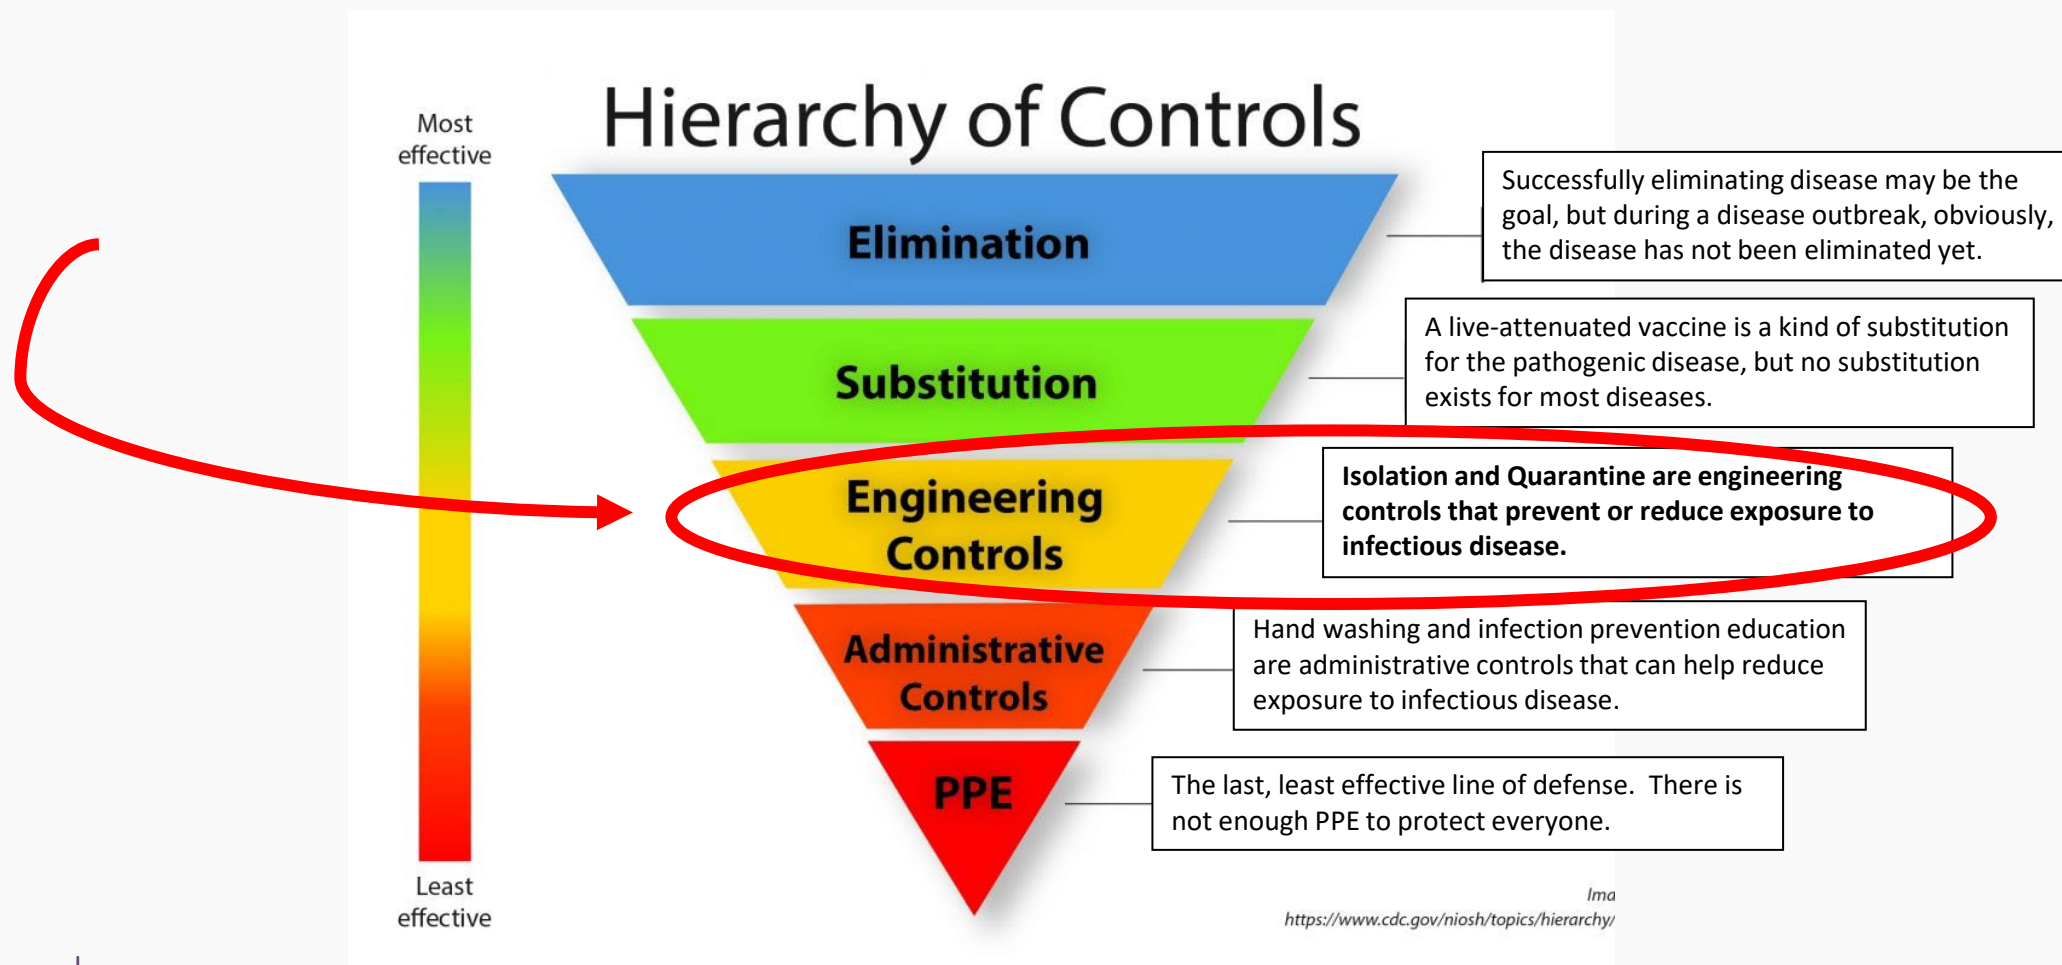 Hierarchy of Controls
Most
effective
Elimination
Successfully eliminating disease may be the
goal, but during a disease outbreak, obviously,
the disease has not been eliminated yet.
Substitution
A live-attenuated vaccine is a kind of substitution
for the pathogenic disease, but no substitution
exists for most diseases.
Engineering
Controls
Isolation and Quarantine are engineering
controls that prevent or reduce exposure to
infectious disease.
Administrative
Controls
Hand washing and infection prevention education
are administrative controls that can help reduce
exposure to infectious disease.
PPE
The last, least effective line of defense.  There is
not enough PPE to protect everyone.
Least
effective
Ima
https://www.cdc.gov/niosh/topics/hierarchy/